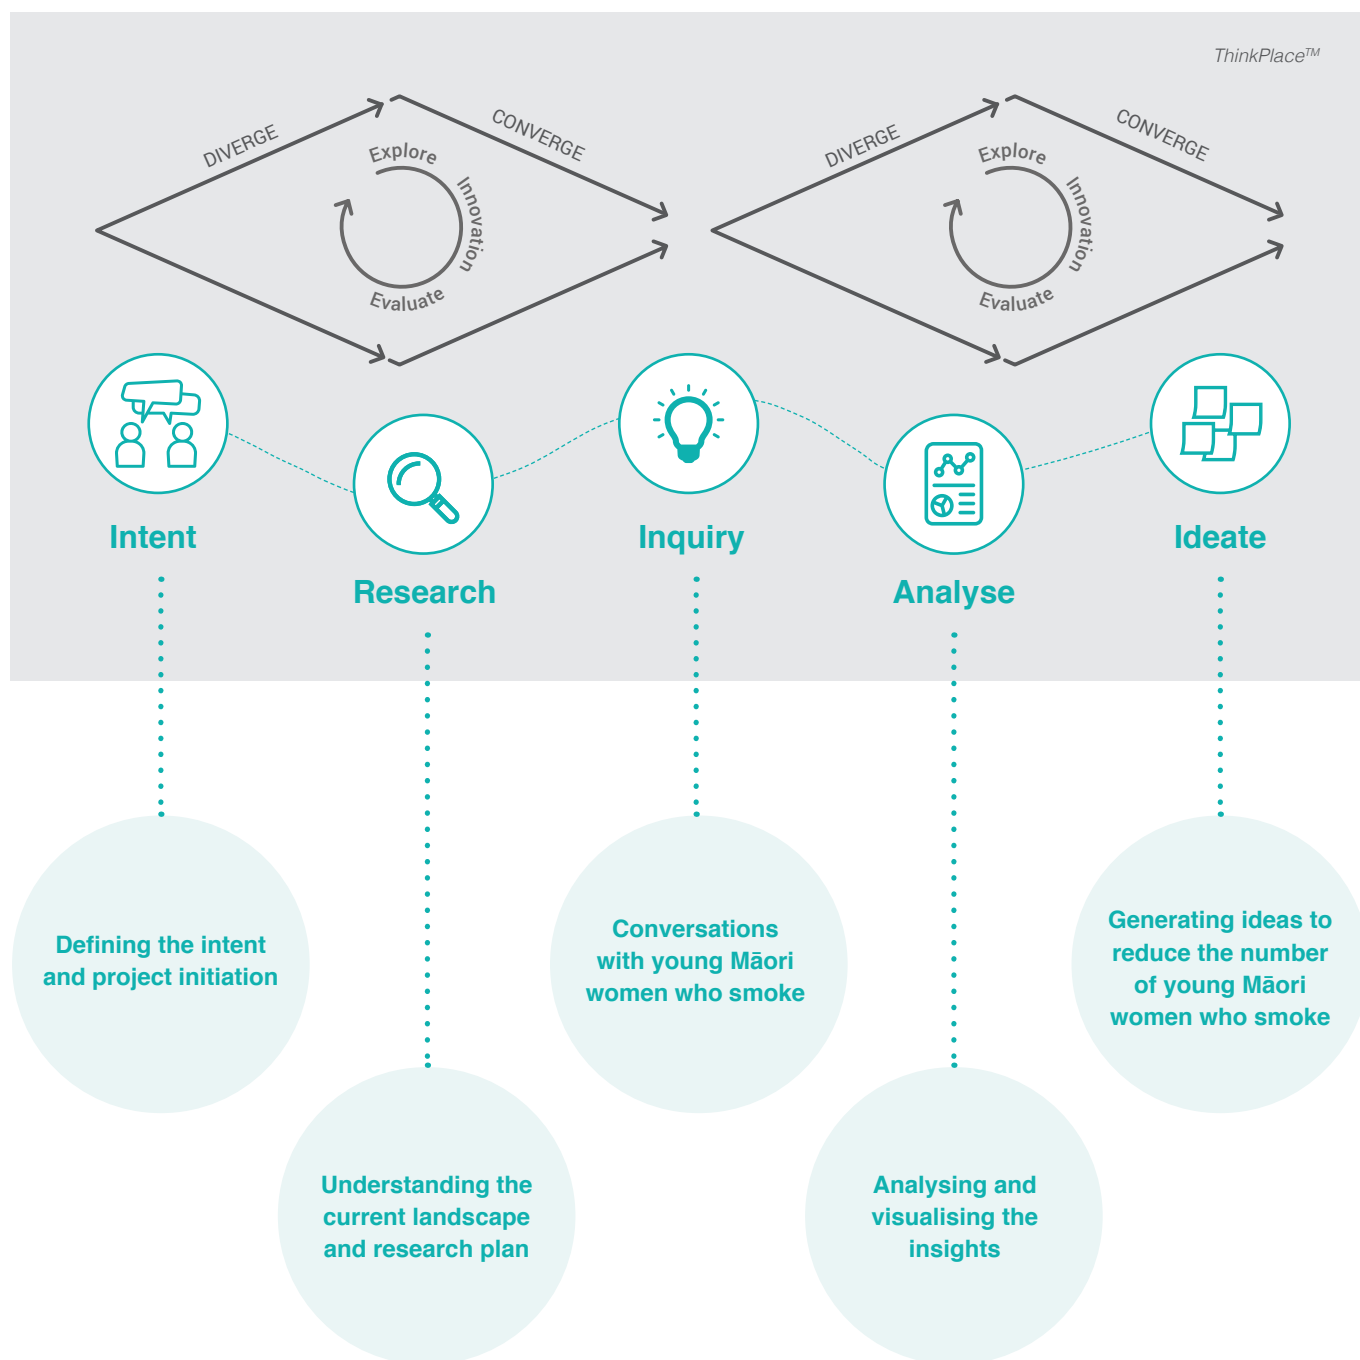 ThinkPlace™
DIVERGE
CONVERGE
Explore
Innovation
Evaluate
DIVERGE
CONVERGE
Explore
Innovation
Evaluate
Intent
Research
Inquiry
Analyse
Ideate
Defining the intent
and project initiation
Understanding the
current landscape
and research plan
Conversations
with young Māori
women who smoke
Analysing and
visualising the
insights
Generating ideas to
reduce the number
of young Māori
women who smoke